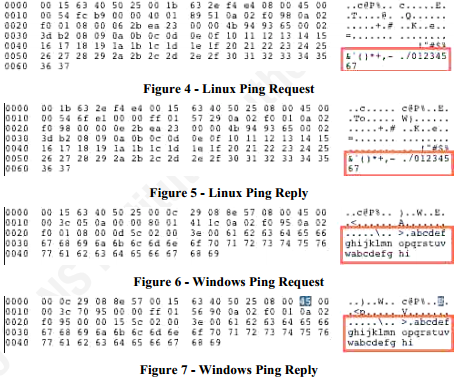 0000 00 15 63 40 50 25 00 1b 63 2e f4 e4 08 00 45 00 ..c@P%.. c.....E.
0010 00 54 fc b9 00 00 40 01 89 51 0a 02 f0 98 0a 02 .T....@. .Q......
0020 f0 01 08 00 06 2b ea 23 00 00 4b 94 93 65 00 02 .....+.# ..K..e..
0030 3d b2 08 09 0a 0b 0c 0d 0e 0f 10 11 12 13 14 15 =....... ........
0040 16 17 18 19 1a 1b 1c 1d 1e 1f 20 21 22 23 24 25 ........ .. !"#$%
0050 26 27 28 29 2a 2b 2c 2d 2e 2f 30 31 32 33 34 35 &'()*+,- ./012345
0060 36 37 67
Figure 4 - Linux Ping Request
0000 00 1b 63 2e f4 e4 00 15 63 40 50 25 08 00 45 00 ..c..... c@P%..E.
0010 00 54 6f e1 00 00 ff 01 57 29 0a 02 f0 01 0a 02 .To..... W)......
0020 f0 98 00 00 0e 2b ea 23 00 00 4b 94 93 65 00 02 .....+.# ..K..e..
0030 3d b2 08 09 0a 0b 0c 0d 0e 0f 10 11 12 13 14 15 =....... ........
0040 16 17 18 19 1a 1b 1c 1d 1e 1f 20 21 22 23 24 25 ........ .. !"#$%
0050 26 27 28 29 2a 2b 2c 2d 2e 2f 30 31 32 33 34 35 &'()*+,- ./012345
0060 36 37 67
Figure 5 - Linux Ping Reply
0000 00 15 63 40 50 25 00 0c 29 08 8e 57 08 00 45 00 ..c@P%.. )..W..E.
0010 00 3c 05 0a 00 00 80 01 41 1c 0a 02 f0 95 0a 02 .<...... A.......
0020 f0 01 08 00 0d 5c 02 00 3e 00 61 62 63 64 65 66 .....\.. >.abcdef
0030 67 68 69 6a 6b 6c 6d 6e 6f 70 71 72 73 74 75 76 ghijklmn opqrstuv
0040 77 61 62 63 64 65 66 67 68 69 wabcdefg hi
Figure 6 - Windows Ping Request
0000 00 0c 29 08 8e 57 00 15 63 40 50 25 08 00 45 00 ..)..W.. c@P%..E.
0010 00 3c 70 95 00 00 ff 01 56 90 0a 02 f0 01 0a 02 .<p..... V.......
0020 f0 95 00 00 15 5c 02 00 3e 00 61 62 63 64 65 66 .....\.. >.abcdef
0030 67 68 69 6a 6b 6c 6d 6e 6f 70 71 72 73 74 75 76 ghijklmn opqrstuv
0040 77 61 62 63 64 65 66 67 68 69 wabcdefg hi
Figure 7 - Windows Ping Reply